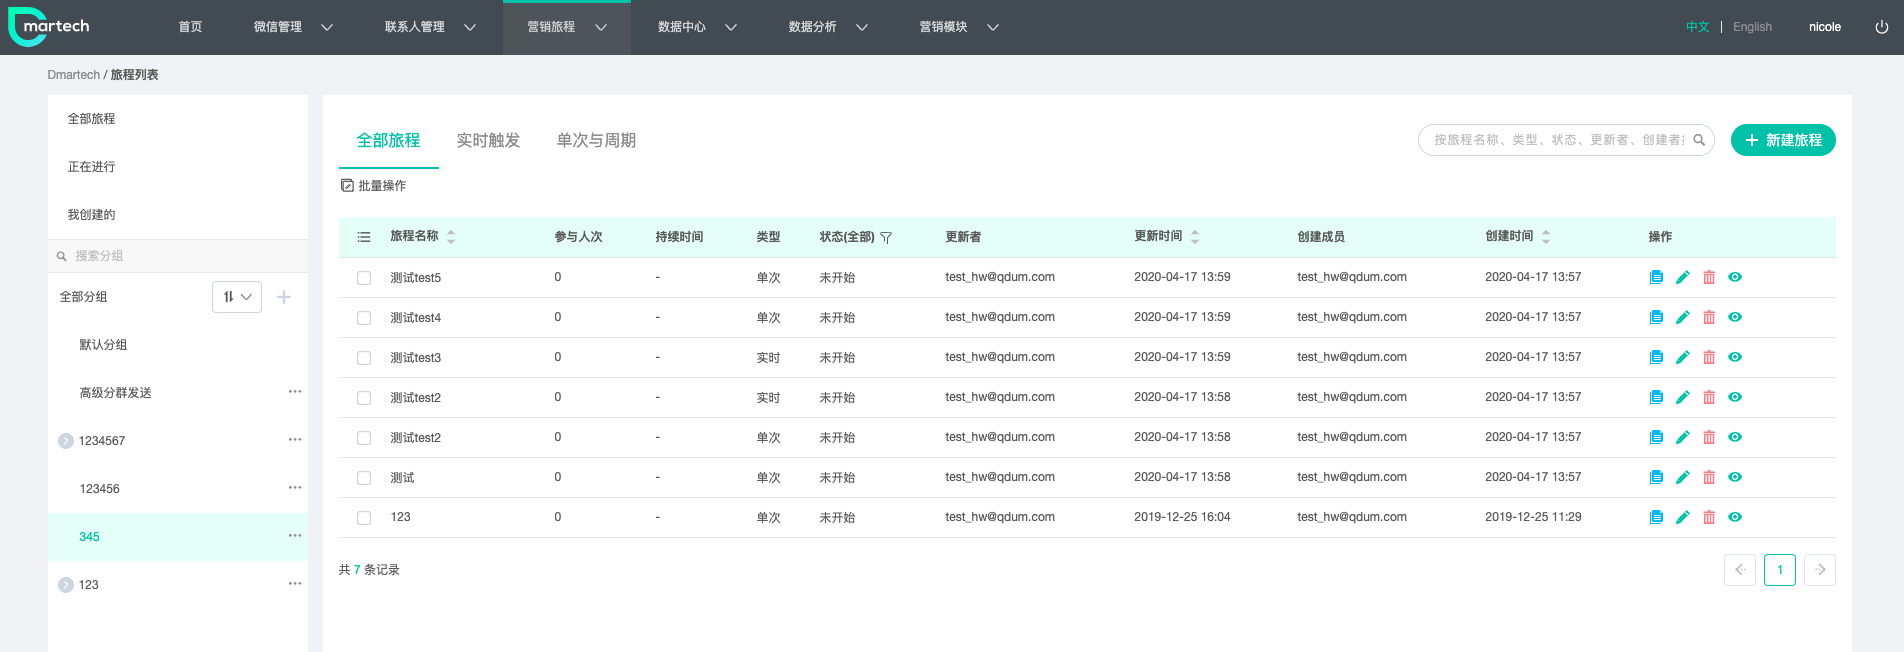 Dmartech 首页 微信管理 联系人管理 营销旅程 数据中心 数据分析 营销模块 中文 | English nicole
Dmartech / 旅程列表
全部旅程
正在进行
我创建的
搜索分组
全部分组
默认分组
高级分群发送
1234567
123456
345
123
全部旅程 实时触发 单次与周期
按旅程名称、类型、状态、更新者、创建者
新建旅程
批量操作
旅程名称 参与人次 持续时间 类型 状态(全部) 更新者 更新时间 创建成员 创建时间 操作
测试test5 0 - 单次 未开始 test_hw@qdum.com 2020-04-17 13:59 test_hw@qdum.com 2020-04-17 13:57
测试test4 0 - 单次 未开始 test_hw@qdum.com 2020-04-17 13:59 test_hw@qdum.com 2020-04-17 13:57
测试test3 0 - 实时 未开始 test_hw@qdum.com 2020-04-17 13:59 test_hw@qdum.com 2020-04-17 13:57
测试test2 0 - 实时 未开始 test_hw@qdum.com 2020-04-17 13:58 test_hw@qdum.com 2020-04-17 13:57
测试test2 0 - 单次 未开始 test_hw@qdum.com 2020-04-17 13:58 test_hw@qdum.com 2020-04-17 13:57
测试 0 - 单次 未开始 test_hw@qdum.com 2020-04-17 13:58 test_hw@qdum.com 2020-04-17 13:57
123 0 - 单次 未开始 test_hw@qdum.com 2019-12-25 16:04 test_hw@qdum.com 2019-12-25 11:29
共 7 条记录
1